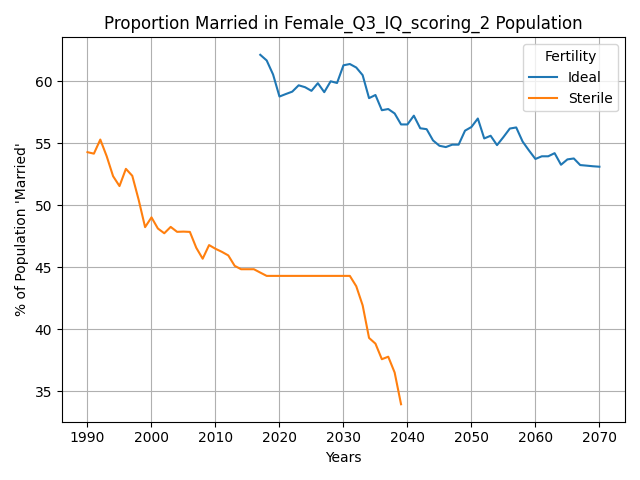 Proportion Married in Female_Q3_IQ_scoring_2 Population
Fertility
Ideal
Sterile
% of Population 'Married'
60
55
50
45
40
35
1990 2000 2010 2020 2030 2040 2050 2060 2070
Years